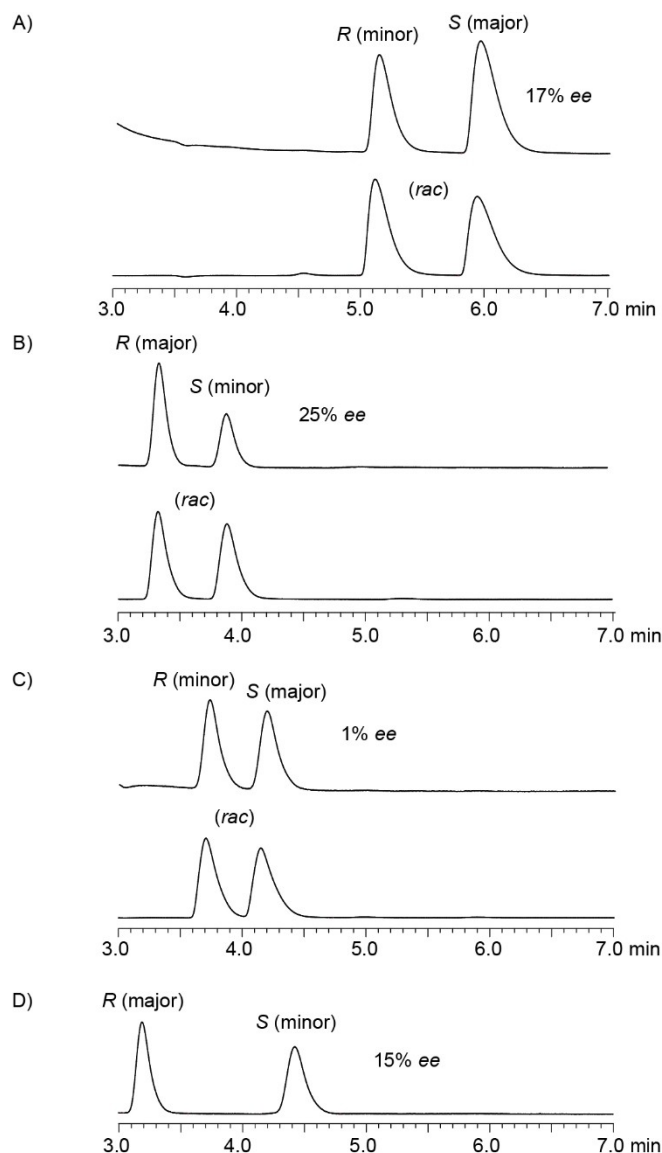 A)
R (minor) S (major)
17% ee
(rac)
3.0 4.0 5.0 6.0 7.0 min
B)
R (major)
S (minor)
25% ee
(rac)
3.0 4.0 5.0 6.0 7.0 min
C)
R (minor) S (major)
1% ee
(rac)
3.0 4.0 5.0 6.0 7.0 min
D)
R (major)
S (minor)
15% ee
3.0 4.0 5.0 6.0 7.0 min